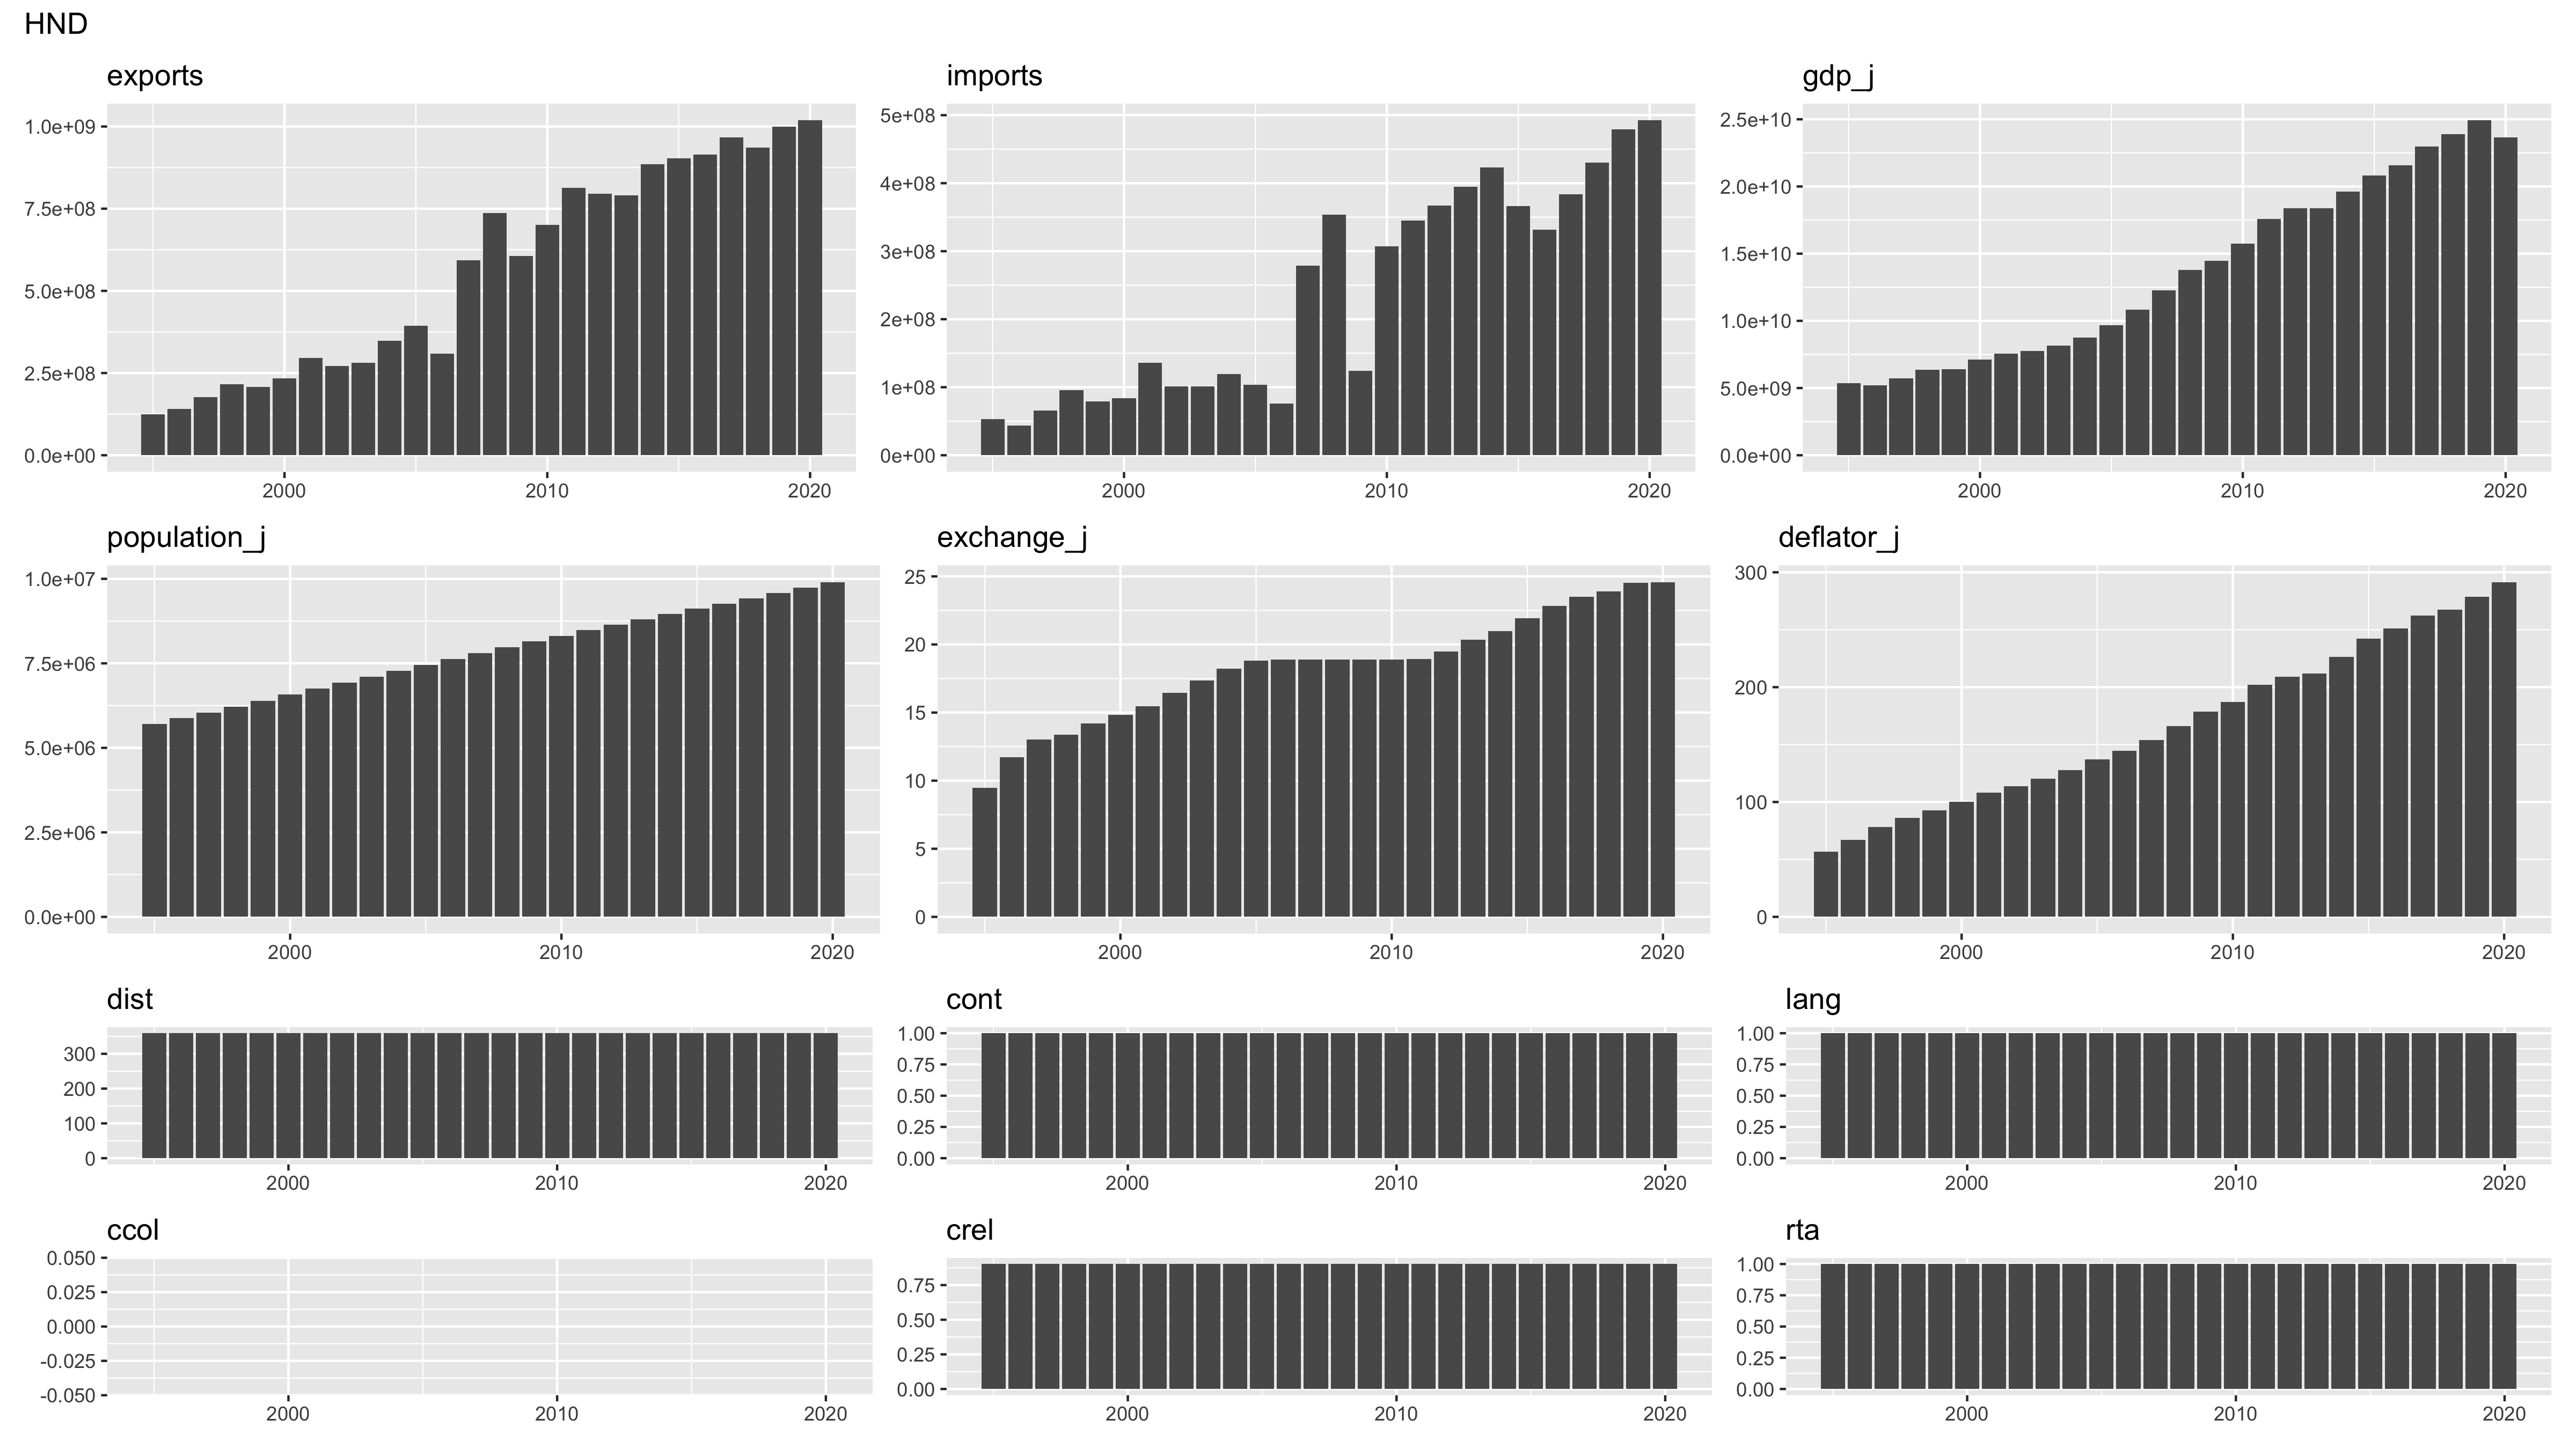 HND
exports
1.0e+09
7.5e+08
5.0e+08
2.5e+08
0.0e+00
2000 2010 2020
imports
5e+08
4e+08
3e+08
2e+08
1e+08
0e+00
2000 2010 2020
gdp_j
2.5e+10
2.0e+10
1.5e+10
1.0e+10
5.0e+09
0.0e+00
2000 2010 2020
population_j
1.0e+07
7.5e+06
5.0e+06
2.5e+06
0.0e+00
2000 2010 2020
exchange_j
25
20
15
10
5
0
2000 2010 2020
deflator_j
300
200
100
0
2000 2010 2020
dist
300
200
100
0
2000 2010 2020
cont
1.00
0.75
0.50
0.25
0.00
2000 2010 2020
lang
1.00
0.75
0.50
0.25
0.00
2000 2010 2020
ccol
0.050
0.025
0.000
-0.025
-0.050
2000 2010 2020
crel
0.75
0.50
0.25
0.00
2000 2010 2020
rta
1.00
0.75
0.50
0.25
0.00
2000 2010 2020